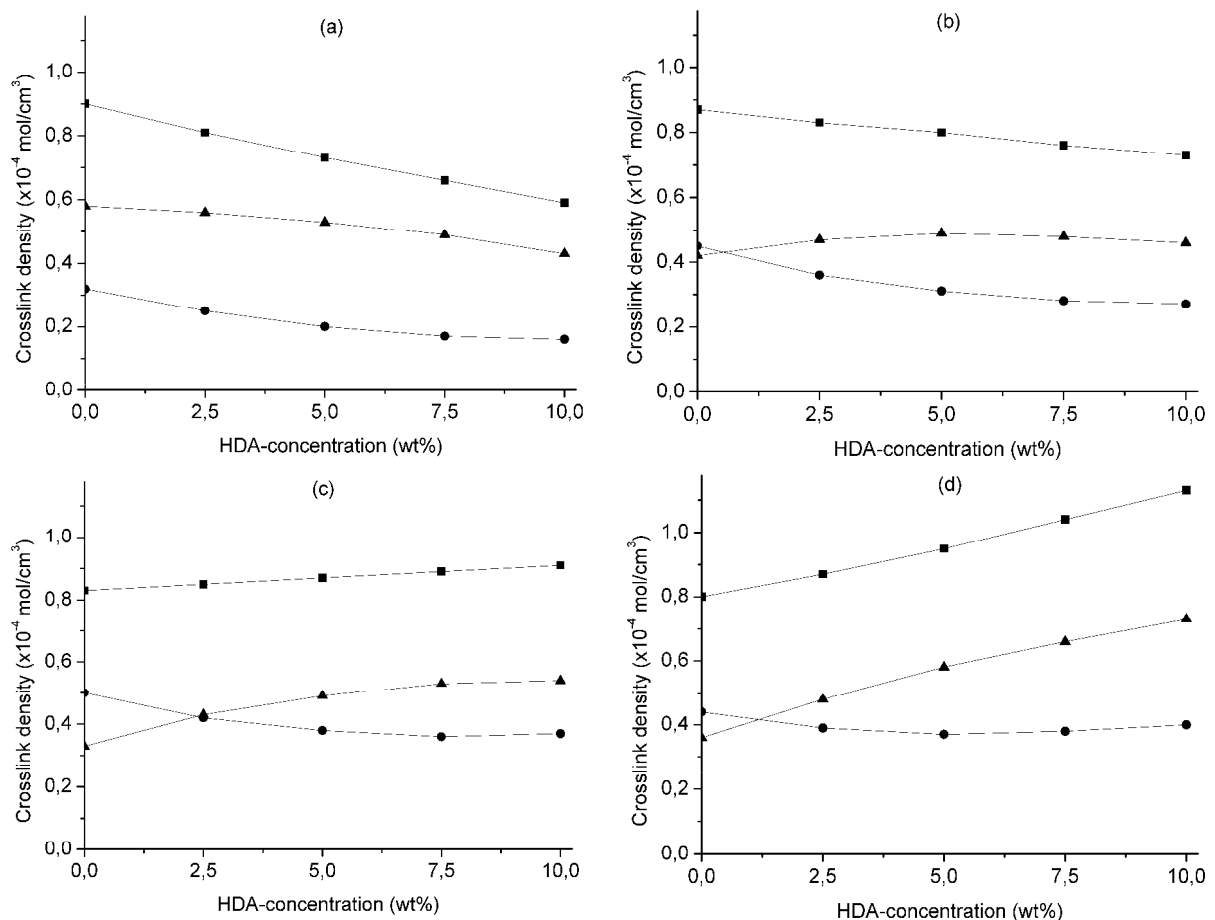 (a)
Crosslink density (x10⁻⁴ mol/cm³)
1,0
0,8
0,6
0,4
0,2
0,0
0,0 2,5 5,0 7,5 10,0
HDA-concentration (wt%)
(b)
Crosslink density (x10⁻⁴ mol/cm³)
1,0
0,8
0,6
0,4
0,2
0,0
0,0 2,5 5,0 7,5 10,0
HDA-concentration (wt%)
(c)
Crosslink density (x10⁻⁴ mol/cm³)
1,0
0,8
0,6
0,4
0,2
0,0
0,0 2,5 5,0 7,5 10,0
HDA-concentration (wt%)
(d)
Crosslink density (x10⁻⁴ mol/cm³)
1,0
0,8
0,6
0,4
0,2
0,0
0,0 2,5 5,0 7,5 10,0
HDA-concentration (wt%)